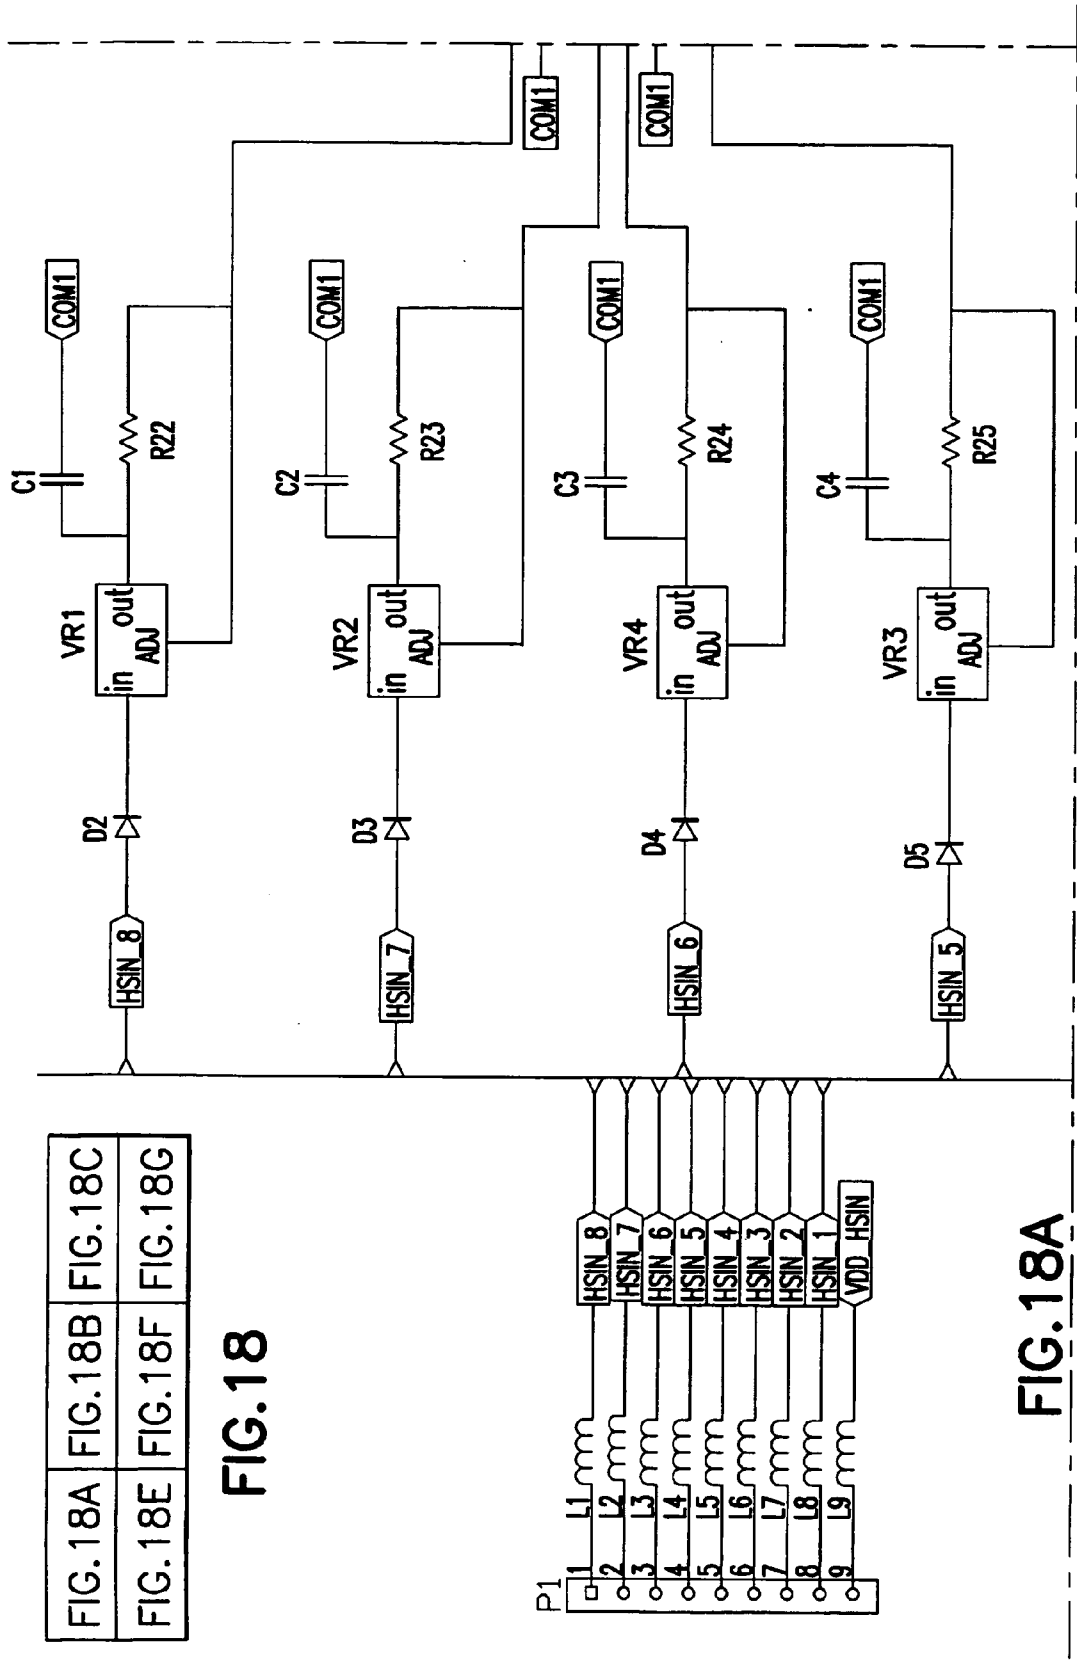 FIG.18A FIG.18B FIG.18C
FIG.18E FIG.18F FIG.18G
FIG.18
P1
1 L1 HSIN_8
2 L2 HSIN_7
3 L3 HSIN_6
4 L4 HSIN_5
5 L5 HSIN_4
6 L6 HSIN_3
7 L7 HSIN_2
8 L8 HSIN_1
9 L9 VDD_HSIN
HSIN_8
D2
VR1
in out
ADJ
C1
COM1
R22
HSIN_7
D3
VR2
in out
ADJ
C2
COM1
R23
COM1
HSIN_6
D4
VR4
in out
ADJ
C3
COM1
R24
COM1
HSIN_5
D5
VR3
in out
ADJ
C4
COM1
R25
FIG.18A